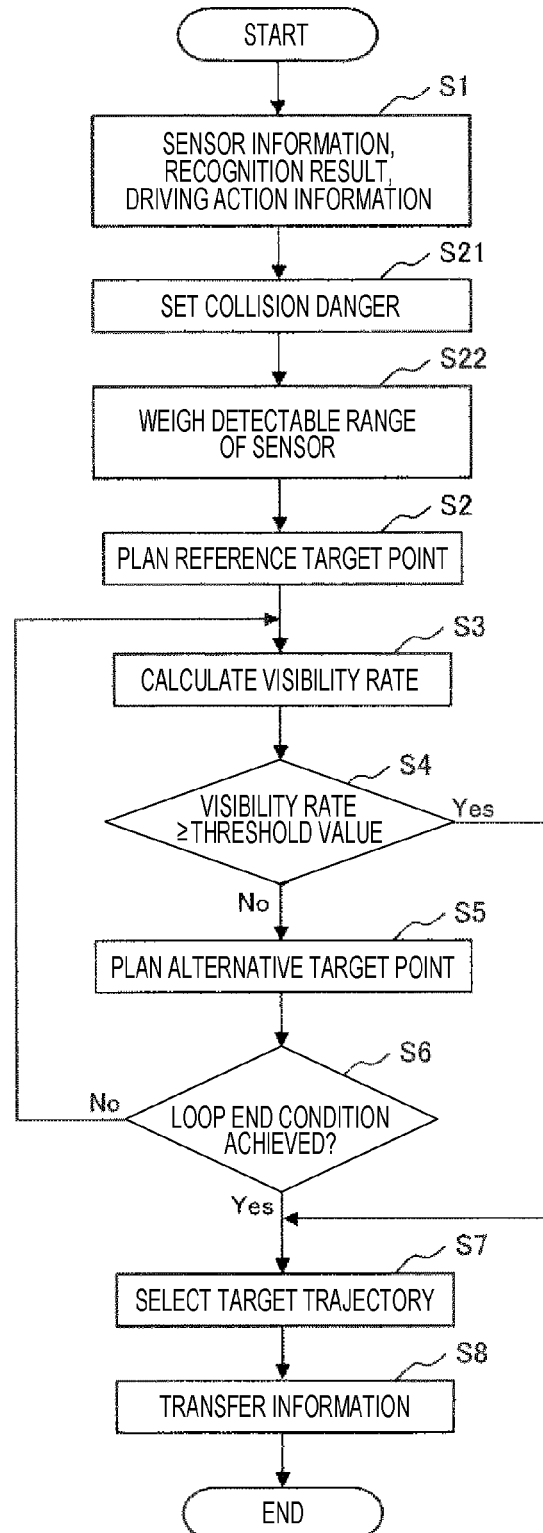 START
S1
SENSOR INFORMATION,
RECOGNITION RESULT,
DRIVING ACTION INFORMATION
S21
SET COLLISION DANGER
S22
WEIGH DETECTABLE RANGE
OF SENSOR
S2
PLAN REFERENCE TARGET POINT
S3
CALCULATE VISIBILITY RATE
S4
VISIBILITY RATE
≥THRESHOLD VALUE
Yes
No
S5
PLAN ALTERNATIVE TARGET POINT
S6
No
LOOP END CONDITION
ACHIEVED?
Yes
S7
SELECT TARGET TRAJECTORY
S8
TRANSFER INFORMATION
END